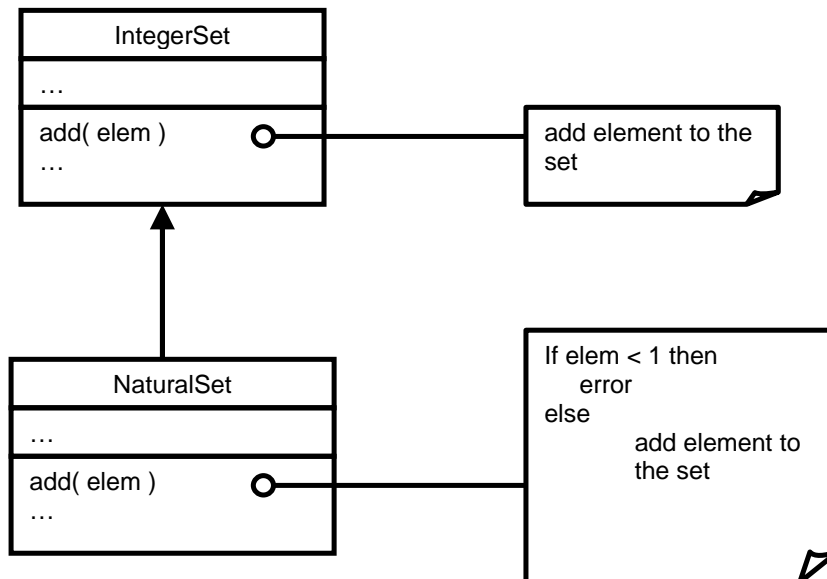 IntegerSet
…
add( elem )
…
add element to the
set
NaturalSet
…
add( elem )
…
If elem < 1 then
error
else
add element to
the set